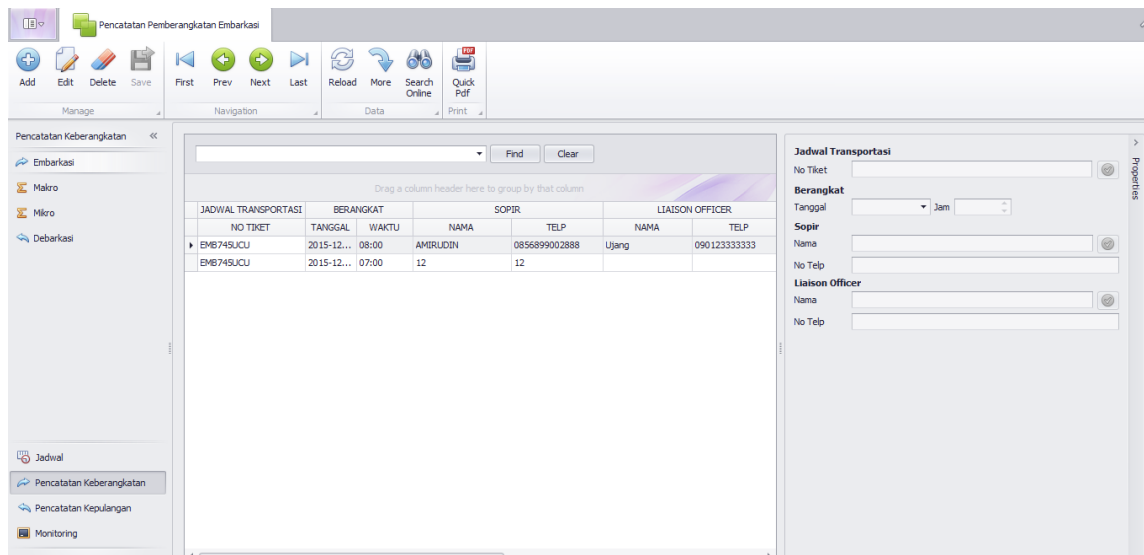 Pencatatan Pemberangkatan Embarkasi
Add Edit Delete Save First Prev Next Last Reload More Search Online Quick Pdf
Manage Navigation Data Print
Pencatatan Keberangkatan
Embarkasi
Makro
Mikro
Debarkasi
Jadwal
Pencatatan Keberangkatan
Pencatatan Kepulangan
Monitoring
Find Clear
Drag a column header here to group by that column
JADWAL TRANSPORTASI BERANGKAT SOPIR LIAISON OFFICER
NO TIKET TANGGAL WAKTU NAMA TELP NAMA TELP
EMB745UCU 2015-12... 08:00 AMIRUDIN 0856899002888 Ujang 090123333333
EMB745UCU 2015-12... 07:00 12 12
Jadwal Transportasi
No Tiket
Berangkat
Tanggal Jam
Sopir
Nama
No Telp
Liaison Officer
Nama
No Telp
Properties